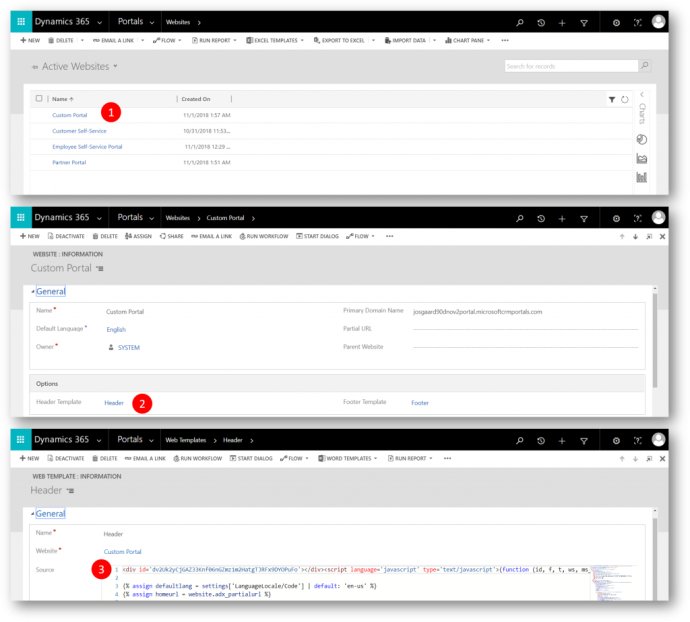 Dynamics 365 Portals Websites
+ NEW DELETE EMAIL A LINK FLOW RUN REPORT EXCEL TEMPLATES EXPORT TO EXCEL IMPORT DATA CHART PANE
Active Websites
Search for records
Name Created On
Custom Portal 11/1/2018 1:57 AM
1
Customer Self-Service 10/31/2018 11:53...
Employee Self-Service Portal 11/1/2018 12:29 ...
Partner Portal 11/1/2018 1:51 AM
Charts
Dynamics 365 Portals Websites Custom Portal
+ NEW DEACTIVATE DELETE ASSIGN SHARE EMAIL A LINK RUN WORKFLOW START DIALOG FLOW
WEBSITE : INFORMATION
Custom Portal
General
Name* Custom Portal Primary Domain Name josgaard90dnov2portal.microsoftcrmportals.com
Default Language* English Partial URL
Owner* SYSTEM Parent Website
Options
Header Template Header 2 Footer Template Footer
Dynamics 365 Portals Web Templates Header
+ NEW DEACTIVATE DELETE EMAIL A LINK RUN WORKFLOW START DIALOG FLOW WORD TEMPLATES RUN REPORT
WEB TEMPLATE : INFORMATION
Header
General
Name* Header
Website* Custom Portal
Source 3 1 <div id= ></div><script language='javascript' type='text/javascript'>(function (id, f, t, ws, ms_
2
3 {% assign defaultlang = settings['LanguageLocale/Code'] | default: 'en-us' %}
4 {% assign homeurl = website.adx_partialurl %}